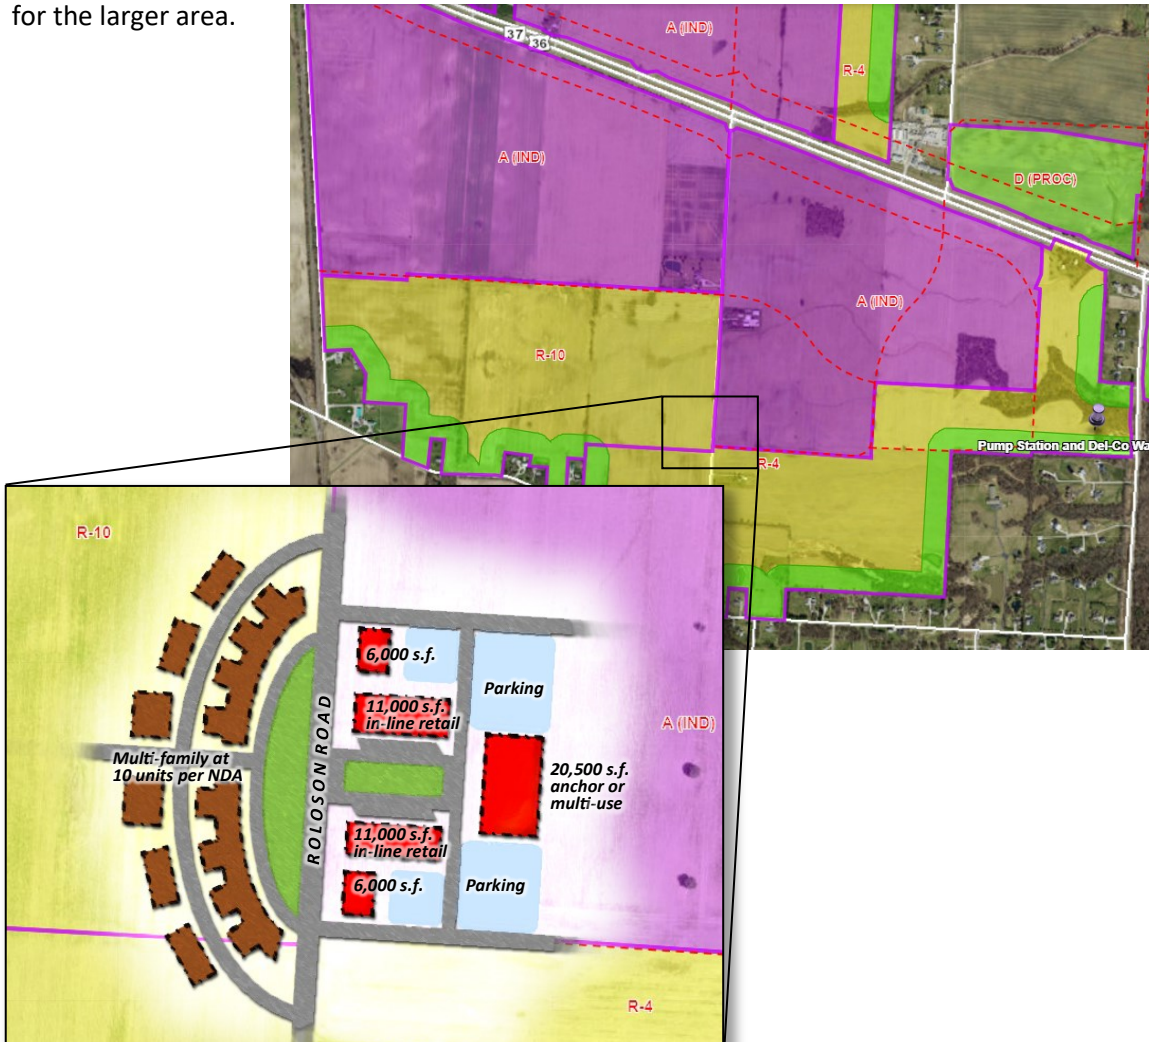 for the larger area.
A (IND)
37
36
R-4
A (IND)
D (PROC)
A (IND)
R-10
Pump Station and Del-Co Wa
R-4
R-10
6,000 s.f.
Parking
11,000 s.f.
in-line retail
A (IND)
ROLOSON ROAD
Multi-family at
10 units per NDA
20,500 s.f.
anchor or
multi-use
11,000 s.f.
in-line retail
6,000 s.f.
Parking
R-4